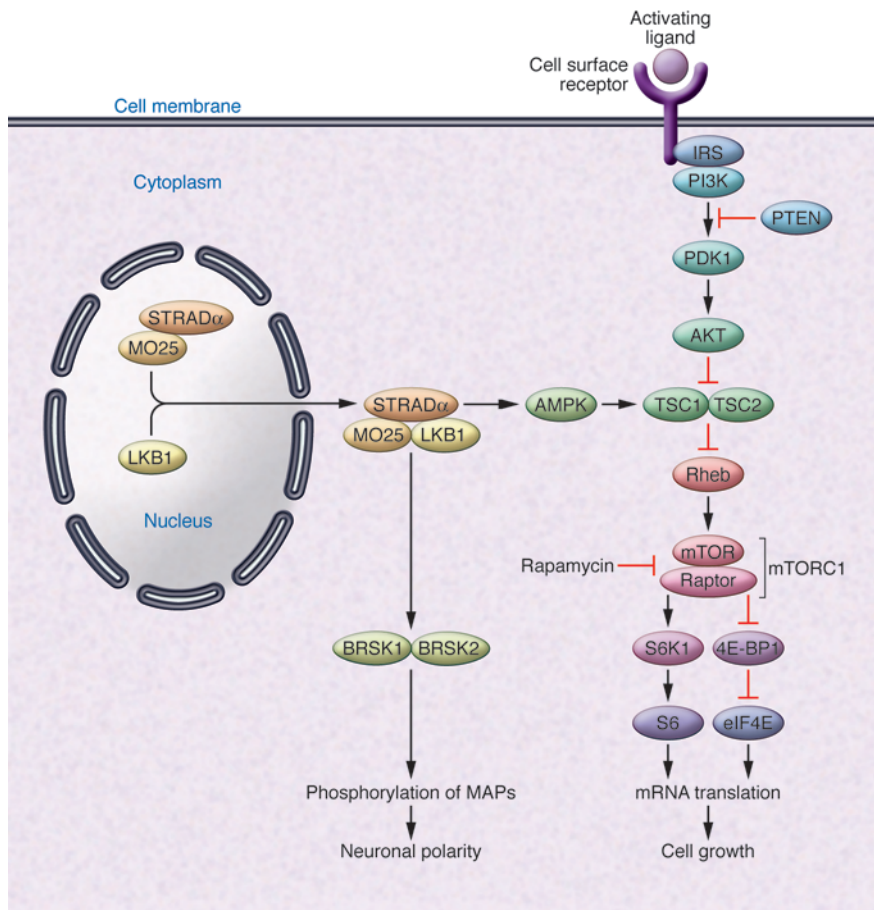 Activating
ligand
Cell surface
receptor
Cell membrane
IRS
Cytoplasm
PI3K
PTEN
PDK1
STRADα
MO25
AKT
STRADα
AMPK
TSC1
TSC2
MO25
LKB1
LKB1
Rheb
Nucleus
mTOR
Rapamycin
mTORC1
Raptor
BRSK1
BRSK2
S6K1
4E-BP1
S6
eIF4E
Phosphorylation of MAPs
mRNA translation
Neuronal polarity
Cell growth